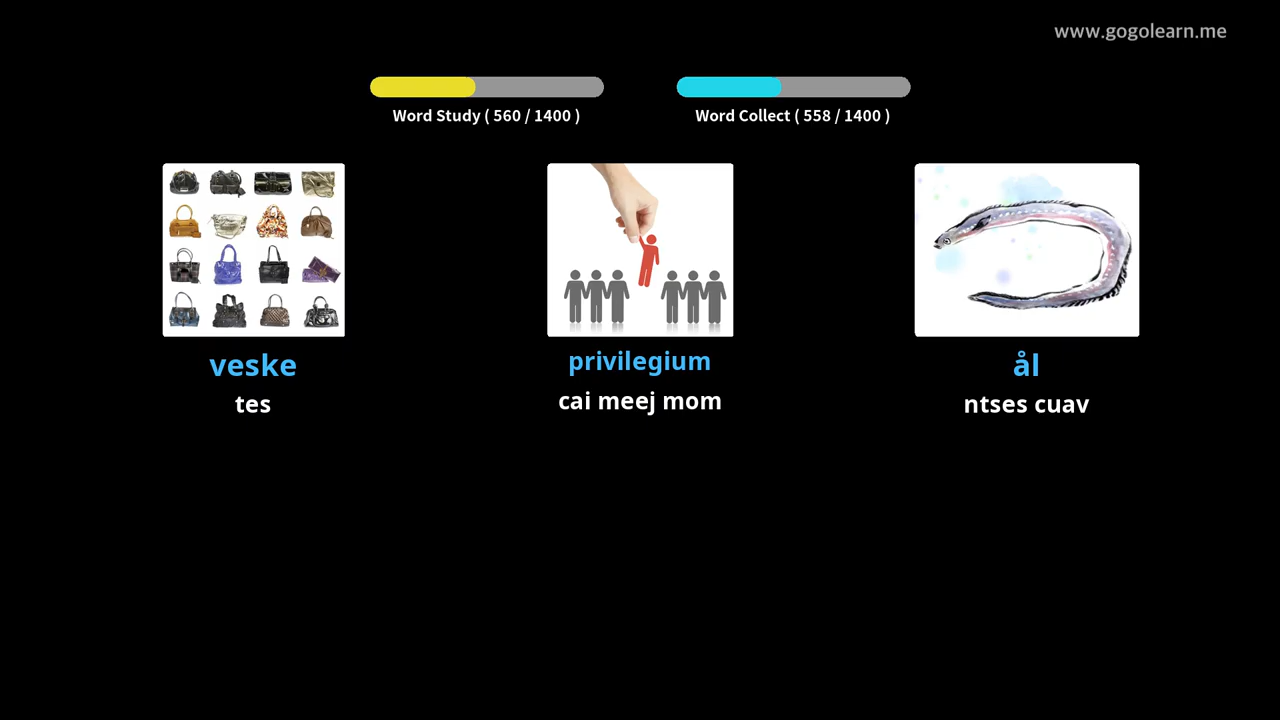 www.gogolearn.me
Word Study ( 560 / 1400 )
Word Collect ( 558 / 1400 )
veske
tes
privilegium
cai meej mom
ål
ntses cuav